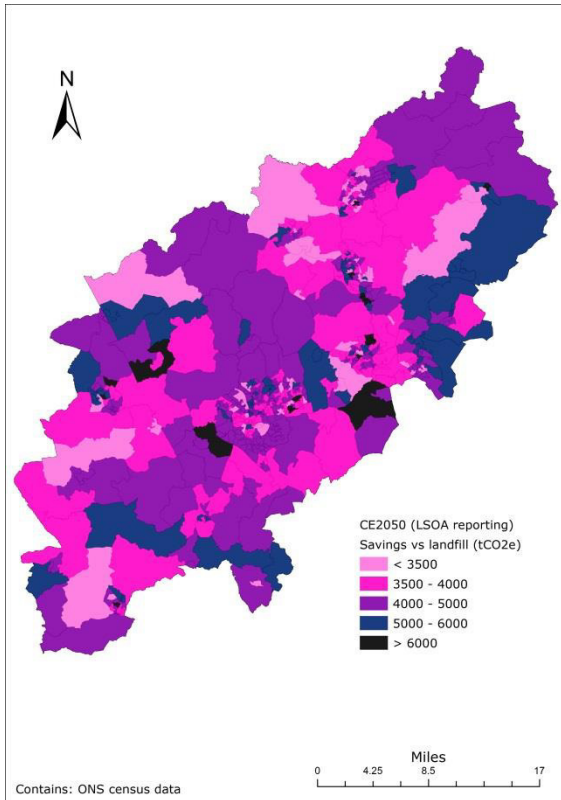 N
CE2050 (LSOA reporting)
Savings vs landfill (tCO2e)
< 3500
3500 - 4000
4000 - 5000
5000 - 6000
> 6000
Miles
0 4.25 8.5 17
Contains: ONS census data